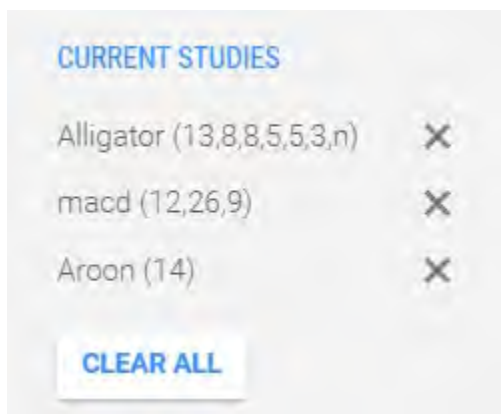 CURRENT STUDIES
Alligator (13,8,8,5,5,3,n)
macd (12,26,9)
Aroon (14)
CLEAR ALL